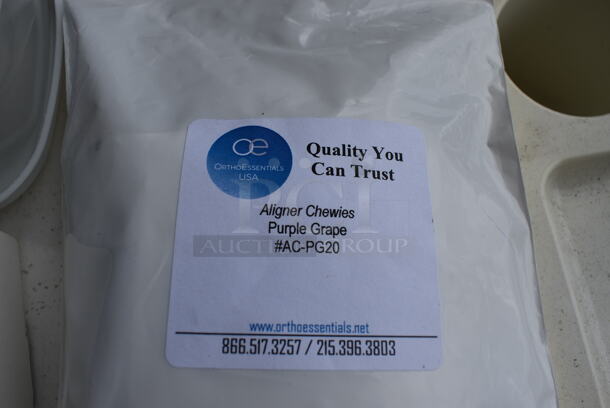 oe
OrthoEssentials
USA
Quality You
Can Trust
Aligner Chewies
Purple Grape
#AC-PG20
PCI
AUCTION GROUP
www.orthoessentials.net
866.517.3257 / 215.396.3803